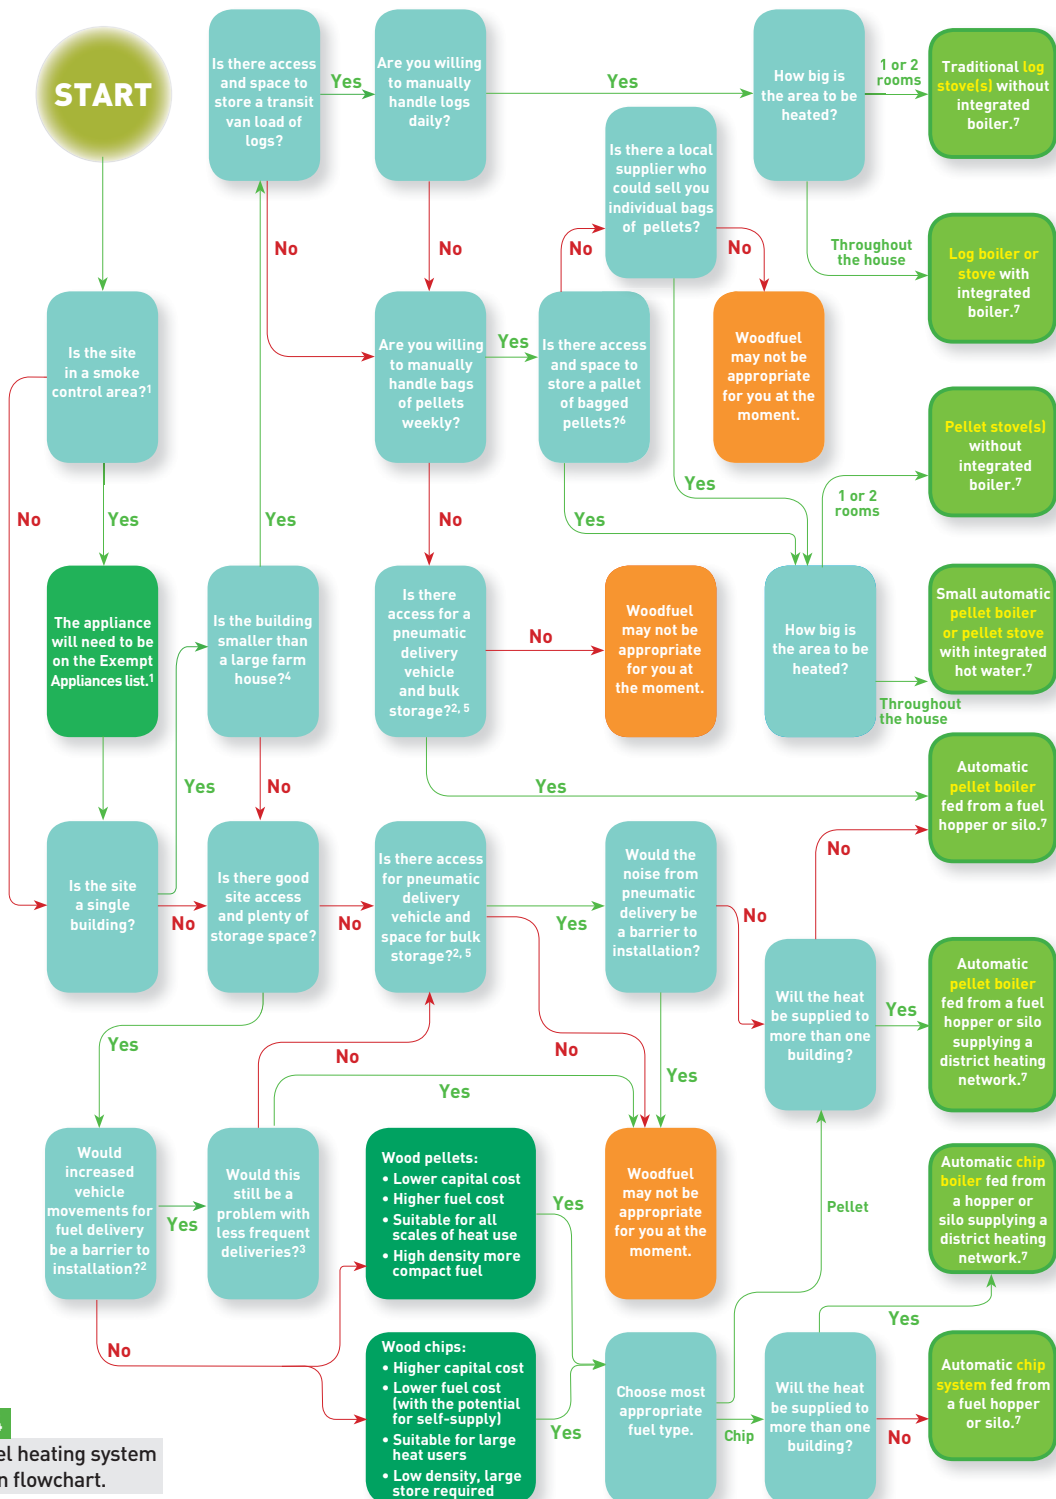 START
Is there access
and space to
store a transit
van load of
logs?
Yes
Are you willing
to manually
handle logs
daily?
Yes
How big is
the area to be
heated?
1 or 2
rooms
Traditional log
stove(s) without
integrated
boiler.7
Is there a local
supplier who
could sell you
individual bags
of pellets?
No
No
No
No
Throughout
the house
Log boiler or
stove with
integrated
boiler.7
Is the site
in a smoke
control area?1
Are you willing
to manually
handle bags
of pellets
weekly?
Yes
Is there access
and space to
store a pallet
of bagged
pellets?6
Woodfuel
may not be
appropriate
for you at the
moment.
Pellet stove(s)
without
integrated
boiler.7
No
Yes
Yes
No
Yes
Yes
1 or 2
rooms
The appliance
will need to be
on the Exempt
Appliances list.1
Is the building
smaller than
a large farm
house?4
Is there
access for a
pneumatic
delivery
vehicle
and bulk
storage?2, 5
No
Woodfuel
may not be
appropriate
for you at
the moment.
How big is
the area to be
heated?
Small automatic
pellet boiler
or pellet stove
with integrated
hot water.7
Throughout
the house
Yes
No
Yes
Automatic
pellet boiler
fed from a fuel
hopper or silo.7
Is the site
a single
building?
No
Is there good
site access
and plenty of
storage space?
No
Is there access
for pneumatic
delivery
vehicle and
space for bulk
storage?2, 5
Yes
Would the
noise from
pneumatic
delivery be
a barrier to
installation?
No
No
Will the heat
be supplied to
more than one
building?
Yes
Automatic
pellet boiler
fed from a fuel
hopper or silo
supplying a
district heating
network.7
Yes
No
No
Yes
Yes
Would
increased
vehicle
movements for
fuel delivery
be a barrier to
installation?2
Yes
Would this
still be a
problem with
less frequent
deliveries?3
Wood pellets:
• Lower capital cost
• Higher fuel cost
• Suitable for all
scales of heat use
• High density more
compact fuel
Yes
Woodfuel
may not be
appropriate
for you at the
moment.
Pellet
Automatic chip
boiler fed from
a hopper or
silo supplying a
district heating
network.7
No
Wood chips:
• Higher capital cost
• Lower fuel cost
(with the potential
for self-supply)
• Suitable for large
heat users
• Low density, large
store required
Yes
Choose most
appropriate
fuel type.
Chip
Will the heat
be supplied to
more than one
building?
Yes
No
Automatic chip
system fed from
a fuel hopper
or silo.7
el heating system
n flowchart.